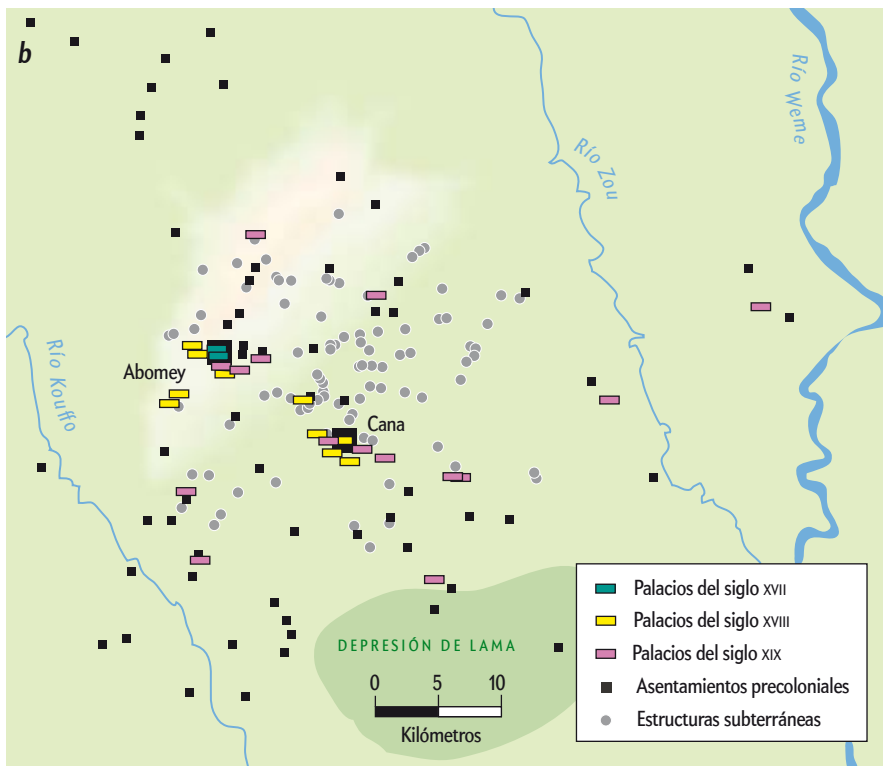 b
Río Weme
Río Zou
Abomey
Río Kouffo
Cana
DEPRESIÓN DE LAMA
0 5 10
Kilómetros
Palacios del siglo XVII
Palacios del siglo XVIII
Palacios del siglo XIX
Asentamientos precoloniales
Estructuras subterráneas